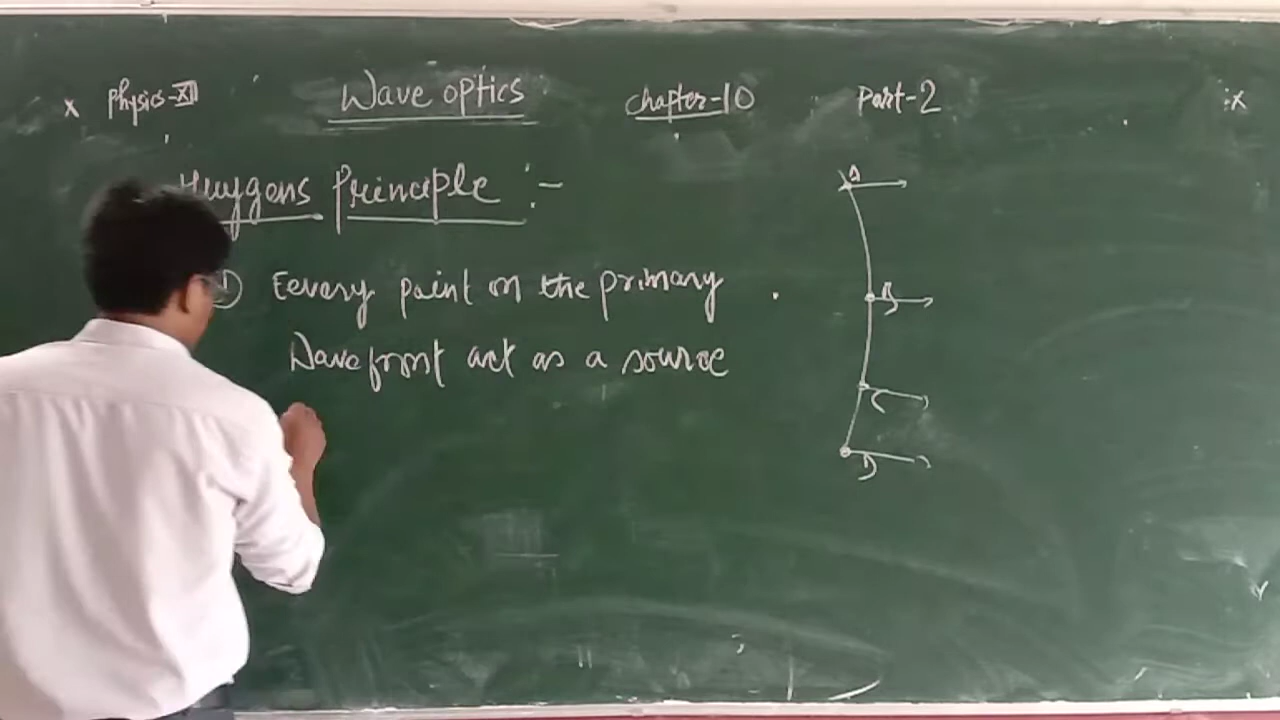 x Physics-XII Wave optics Chapter-10 Part-2 x
Huygens Principle :-
1) Eevery point on the primary
Wavefront act as a source
A
B
C
D